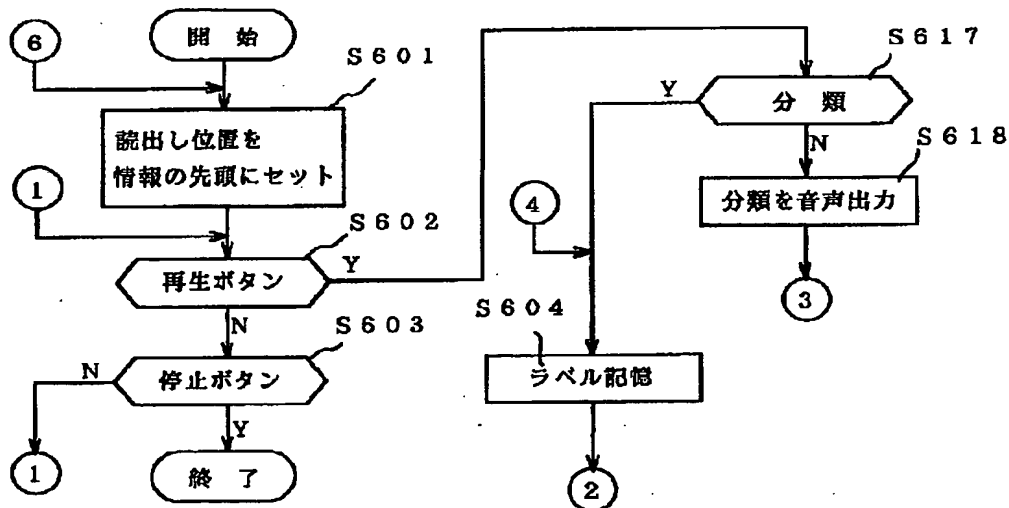 6
開 始
S601
読出し位置を
情報の先頭にセット
1
S602
再生ボタン
Y
N
S603
停止ボタン
N
Y
1
終 了
S617
分 類
Y
N
S618
分類を音声出力
3
4
S604
ラベル記憶
2